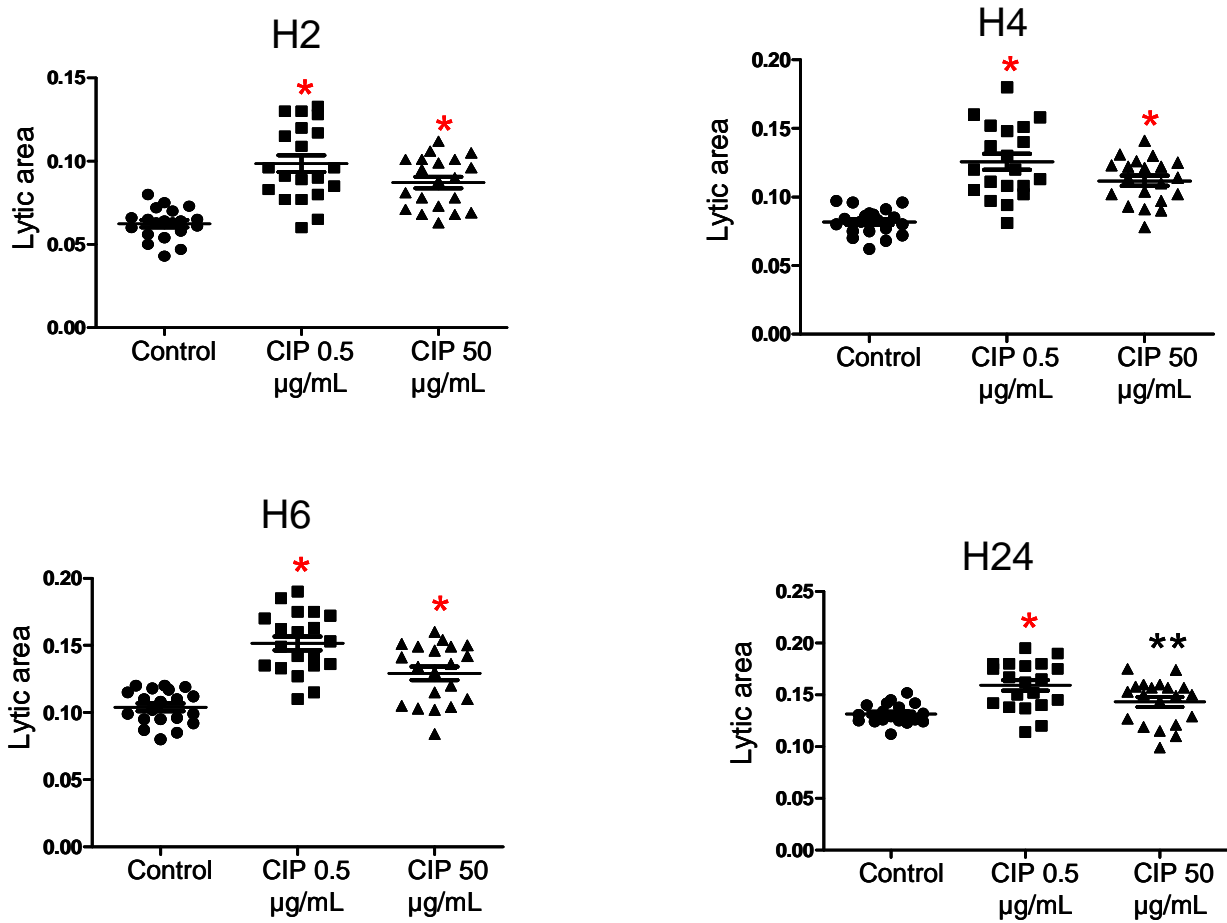 H2
*
*
0.15
0.10
0.05
0.00
Lytic area
Control
CIP 0.5
µg/mL
CIP 50
µg/mL
H4
*
*
0.20
0.15
0.10
0.05
0.00
Lytic area
Control
CIP 0.5
µg/mL
CIP 50
µg/mL
H6
*
*
0.20
0.15
0.10
0.05
0.00
Lytic area
Control
CIP 0.5
µg/mL
CIP 50
µg/mL
H24
*
**
0.25
0.20
0.15
0.10
0.05
0.00
Lytic area
Control
CIP 0.5
µg/mL
CIP 50
µg/mL